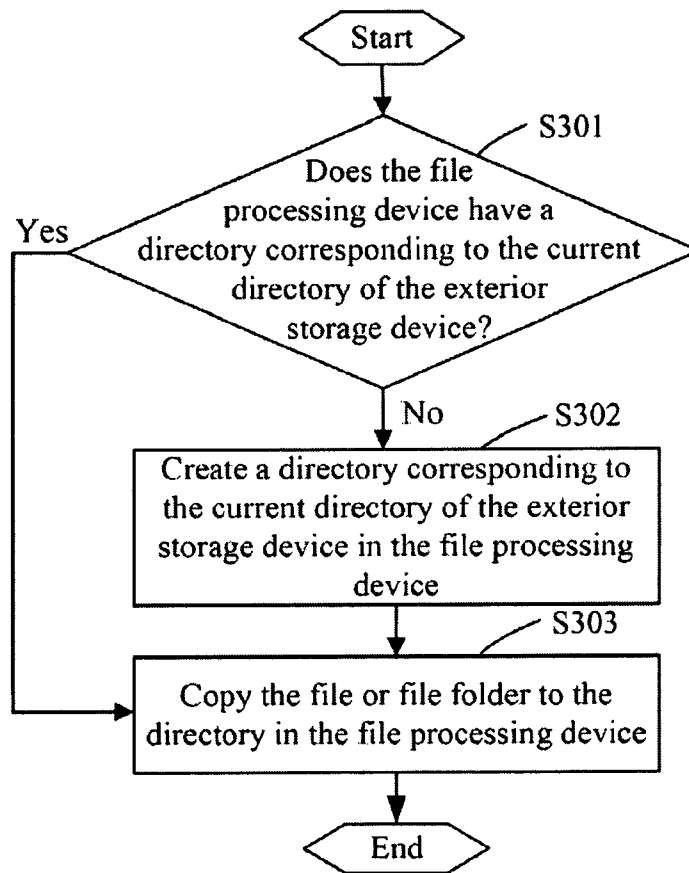 Start
S301
Does the file
processing device have a
directory corresponding to the current
directory of the exterior
storage device?
Yes
No
S302
Create a directory corresponding to
the current directory of the exterior
storage device in the file processing
device
S303
Copy the file or file folder to the
directory in the file processing device
End